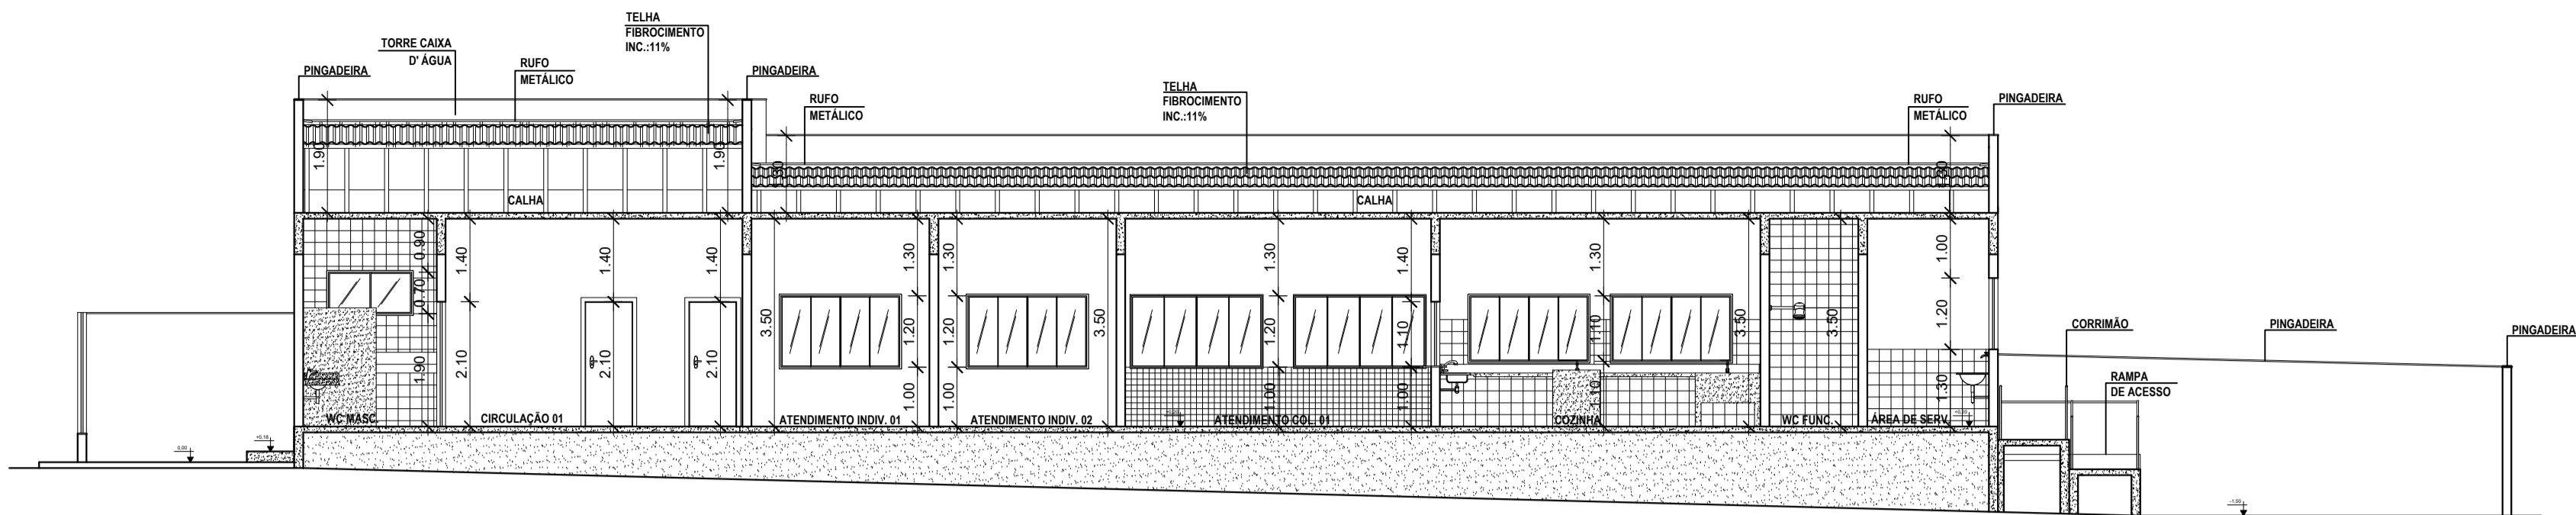 TELHA
FIBROCIMENTO
INC.:11%
TORRE CAIXA
D' ÁGUA
RUFO
METÁLICO
PINGADEIRA
PINGADEIRA
RUFO
METÁLICO
TELHA
FIBROCIMENTO
INC.:11%
RUFO
METÁLICO
PINGADEIRA
1.90
1.90
1.30
1.30
CALHA
CALHA
0.90
0.70
1.90
1.40
2.10
1.40
2.10
1.40
2.10
3.50
1.30
1.20
1.00
1.30
1.20
1.00
3.50
1.30
1.20
1.00
1.40
1.10
1.00
1.30
1.10
1.10
3.50
3.50
1.00
1.20
1.30
CORRIMÃO
PINGADEIRA
PINGADEIRA
RAMPA
DE ACESSO
WC MASC.
CIRCULAÇÃO 01
ATENDIMENTO INDIV. 01
ATENDIMENTO INDIV. 02
ATENDIMENTO COL. 01
COZINHA
WC FUNC.
ÁREA DE SERV.
0,00
-1,50